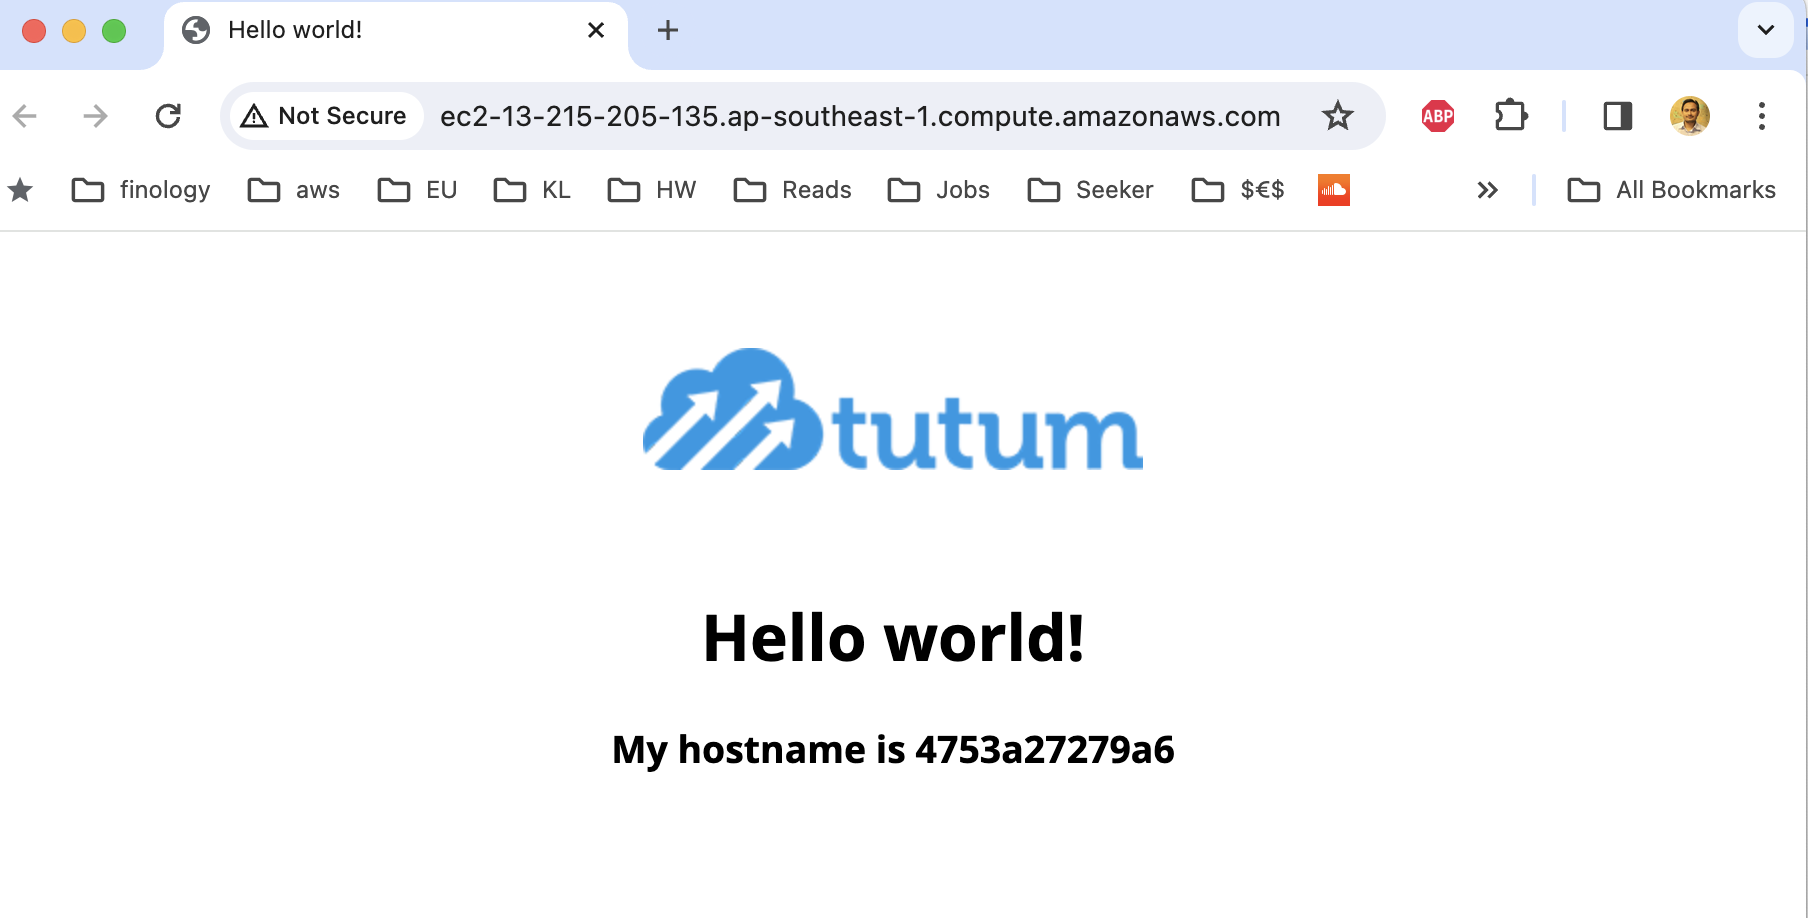 Hello world!
Not Secure ec2-13-215-205-135.ap-southeast-1.compute.amazonaws.com ABP
finology aws EU KL HW Reads Jobs Seeker $€$ All Bookmarks
tutum
Hello world!
My hostname is 4753a27279a6